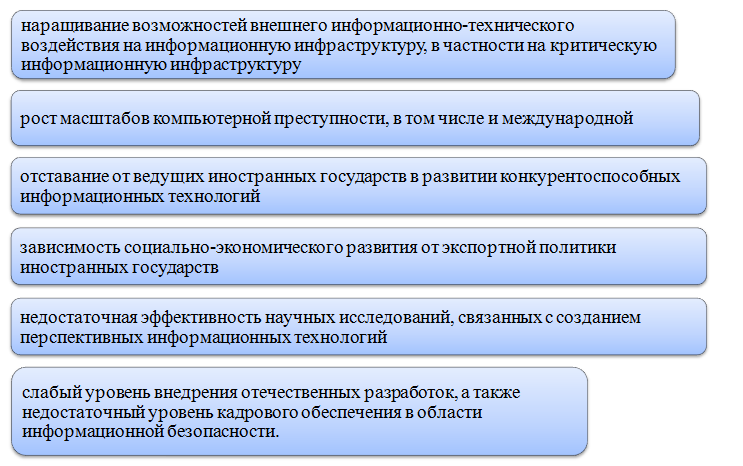 наращивание возможностей внешнего информационно-технического
воздействия на информационную инфраструктуру, в частности на критическую
информационную инфраструктуру
рост масштабов компьютерной преступности, в том числе и международной
отставание от ведущих иностранных государств в развитии конкурентоспособных
информационных технологий
зависимость социально-экономического развития от экспортной политики
иностранных государств
недостаточная эффективность научных исследований, связанных с созданием
перспективных информационных технологий
слабый уровень внедрения отечественных разработок, а также
недостаточный уровень кадрового обеспечения в области
информационной безопасности.